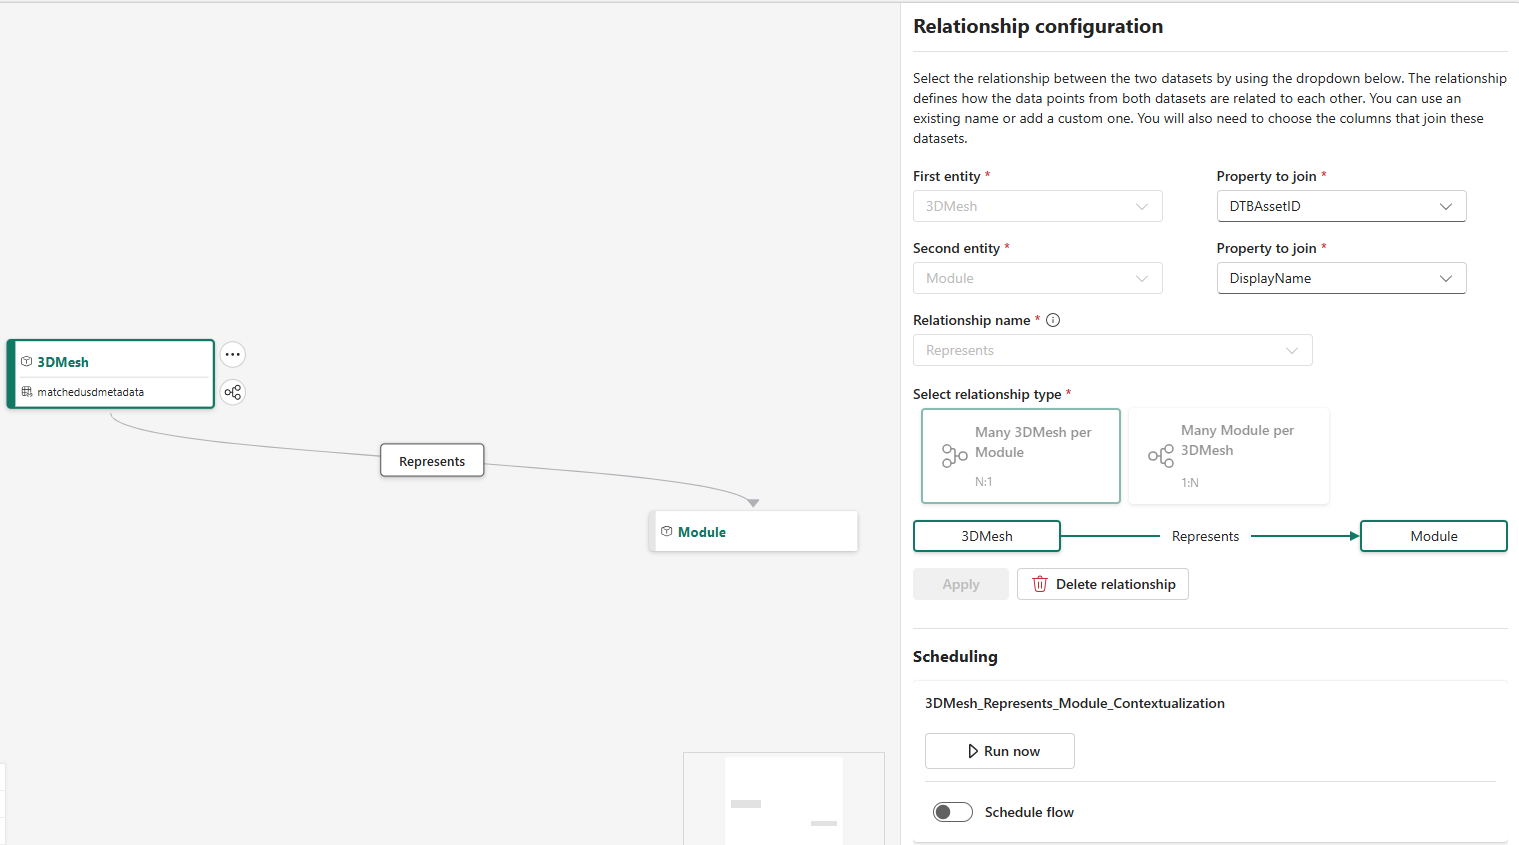 3DMesh
matchedusdmetadata
Represents
Module
Relationship configuration
Select the relationship between the two datasets by using the dropdown below. The relationship
defines how the data points from both datasets are related to each other. You can use an
existing name or add a custom one. You will also need to choose the columns that join these
datasets.
First entity *
Property to join *
3DMesh
DTBAssetID
Second entity *
Property to join *
Module
DisplayName
Relationship name *
Represents
Select relationship type *
Many 3DMesh per
Module
N:1
Many Module per
3DMesh
1:N
3DMesh
Represents
Module
Apply
Delete relationship
Scheduling
3DMesh_Represents_Module_Contextualization
Run now
Schedule flow